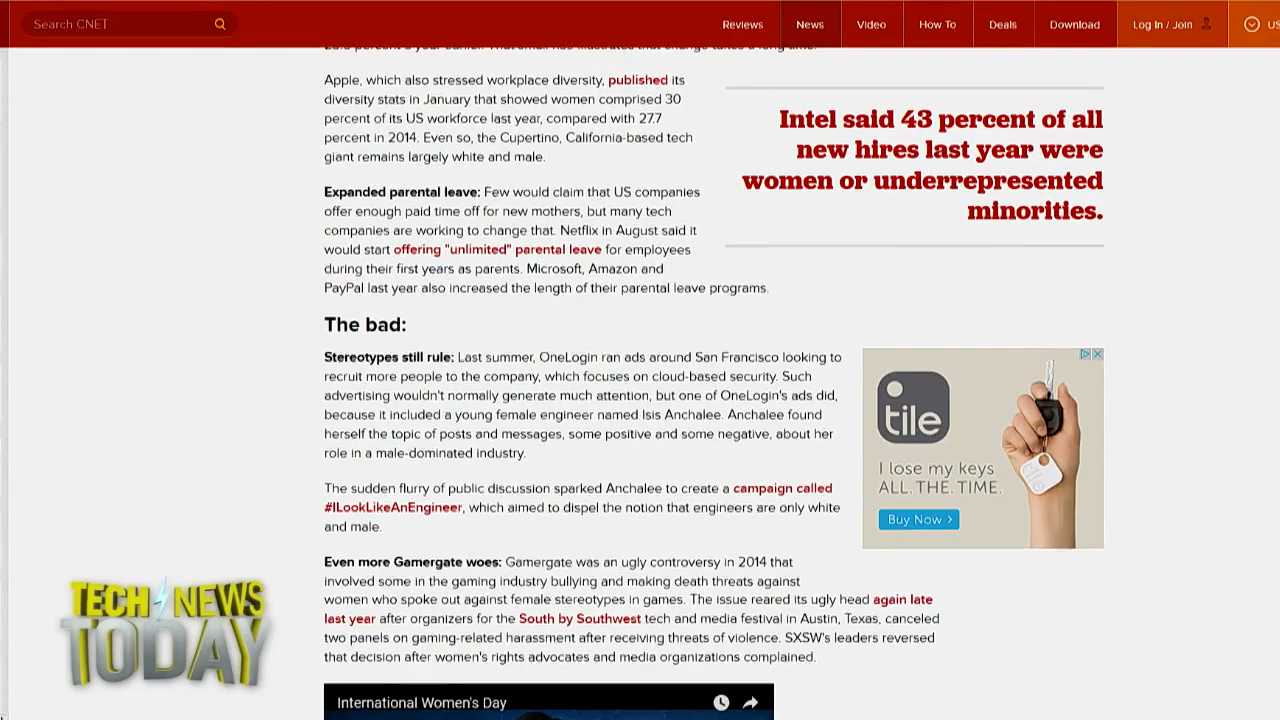 Search CNET
Reviews
News
Video
How To
Deals
Download
Log In / Join
US
Apple, which also stressed workplace diversity, published its
diversity stats in January that showed women comprised 30
percent of its US workforce last year, compared with 27.7
percent in 2014. Even so, the Cupertino, California-based tech
giant remains largely white and male.
Intel said 43 percent of all
new hires last year were
women or underrepresented
minorities.
Expanded parental leave: Few would claim that US companies
offer enough paid time off for new mothers, but many tech
companies are working to change that. Netflix in August said it
would start offering "unlimited" parental leave for employees
during their first years as parents. Microsoft, Amazon and
PayPal last year also increased the length of their parental leave programs.
The bad:
Stereotypes still rule: Last summer, OneLogin ran ads around San Francisco looking to
recruit more people to the company, which focuses on cloud-based security. Such
advertising wouldn't normally generate much attention, but one of OneLogin's ads did,
because it included a young female engineer named Isis Anchalee. Anchalee found
herself the topic of posts and messages, some positive and some negative, about her
role in a male-dominated industry.
The sudden flurry of public discussion sparked Anchalee to create a campaign called
#ILookLikeAnEngineer, which aimed to dispel the notion that engineers are only white
and male.
tile
I lose my keys
ALL. THE. TIME.
Buy Now >
Even more Gamergate woes: Gamergate was an ugly controversy in 2014 that
involved some in the gaming industry bullying and making death threats against
women who spoke out against female stereotypes in games. The issue reared its ugly head again late
last year after organizers for the South by Southwest tech and media festival in Austin, Texas, canceled
two panels on gaming-related harassment after receiving threats of violence. SXSW's leaders reversed
that decision after women's rights advocates and media organizations complained.
TECH NEWS
TODAY
International Women's Day